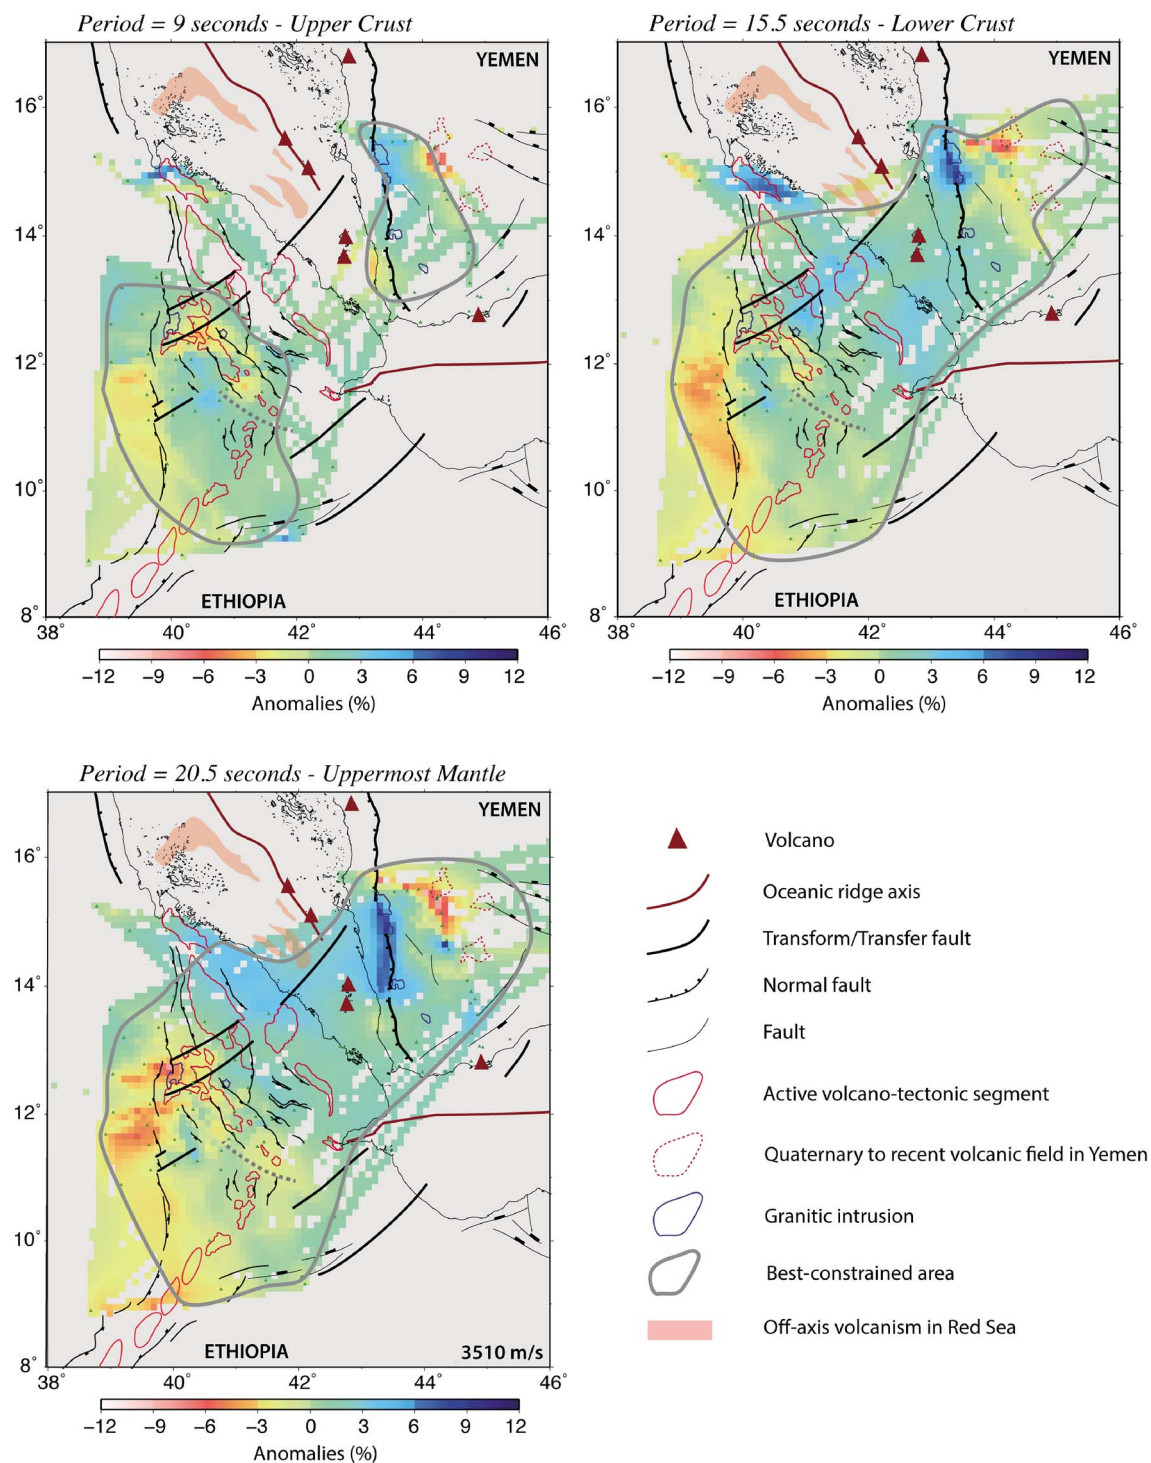 Period = 9 seconds - Upper Crust
YEMEN
16°
14°
12°
10°
8°
ETHIOPIA
38° 40° 42° 44° 46°
−12 −9 −6 −3 0 3 6 9 12
Anomalies (%)
Period = 15.5 seconds - Lower Crust
YEMEN
16°
14°
12°
10°
8°
ETHIOPIA
38° 40° 42° 44° 46°
−12 −9 −6 −3 0 3 6 9 12
Anomalies (%)
Period = 20.5 seconds - Uppermost Mantle
YEMEN
16°
14°
12°
10°
8°
ETHIOPIA 3510 m/s
38° 40° 42° 44° 46°
−12 −9 −6 −3 0 3 6 9 12
Anomalies (%)
Volcano
Oceanic ridge axis
Transform/Transfer fault
Normal fault
Fault
Active volcano-tectonic segment
Quaternary to recent volcanic field in Yemen
Granitic intrusion
Best-constrained area
Off-axis volcanism in Red Sea